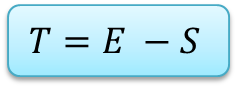 T = E − S